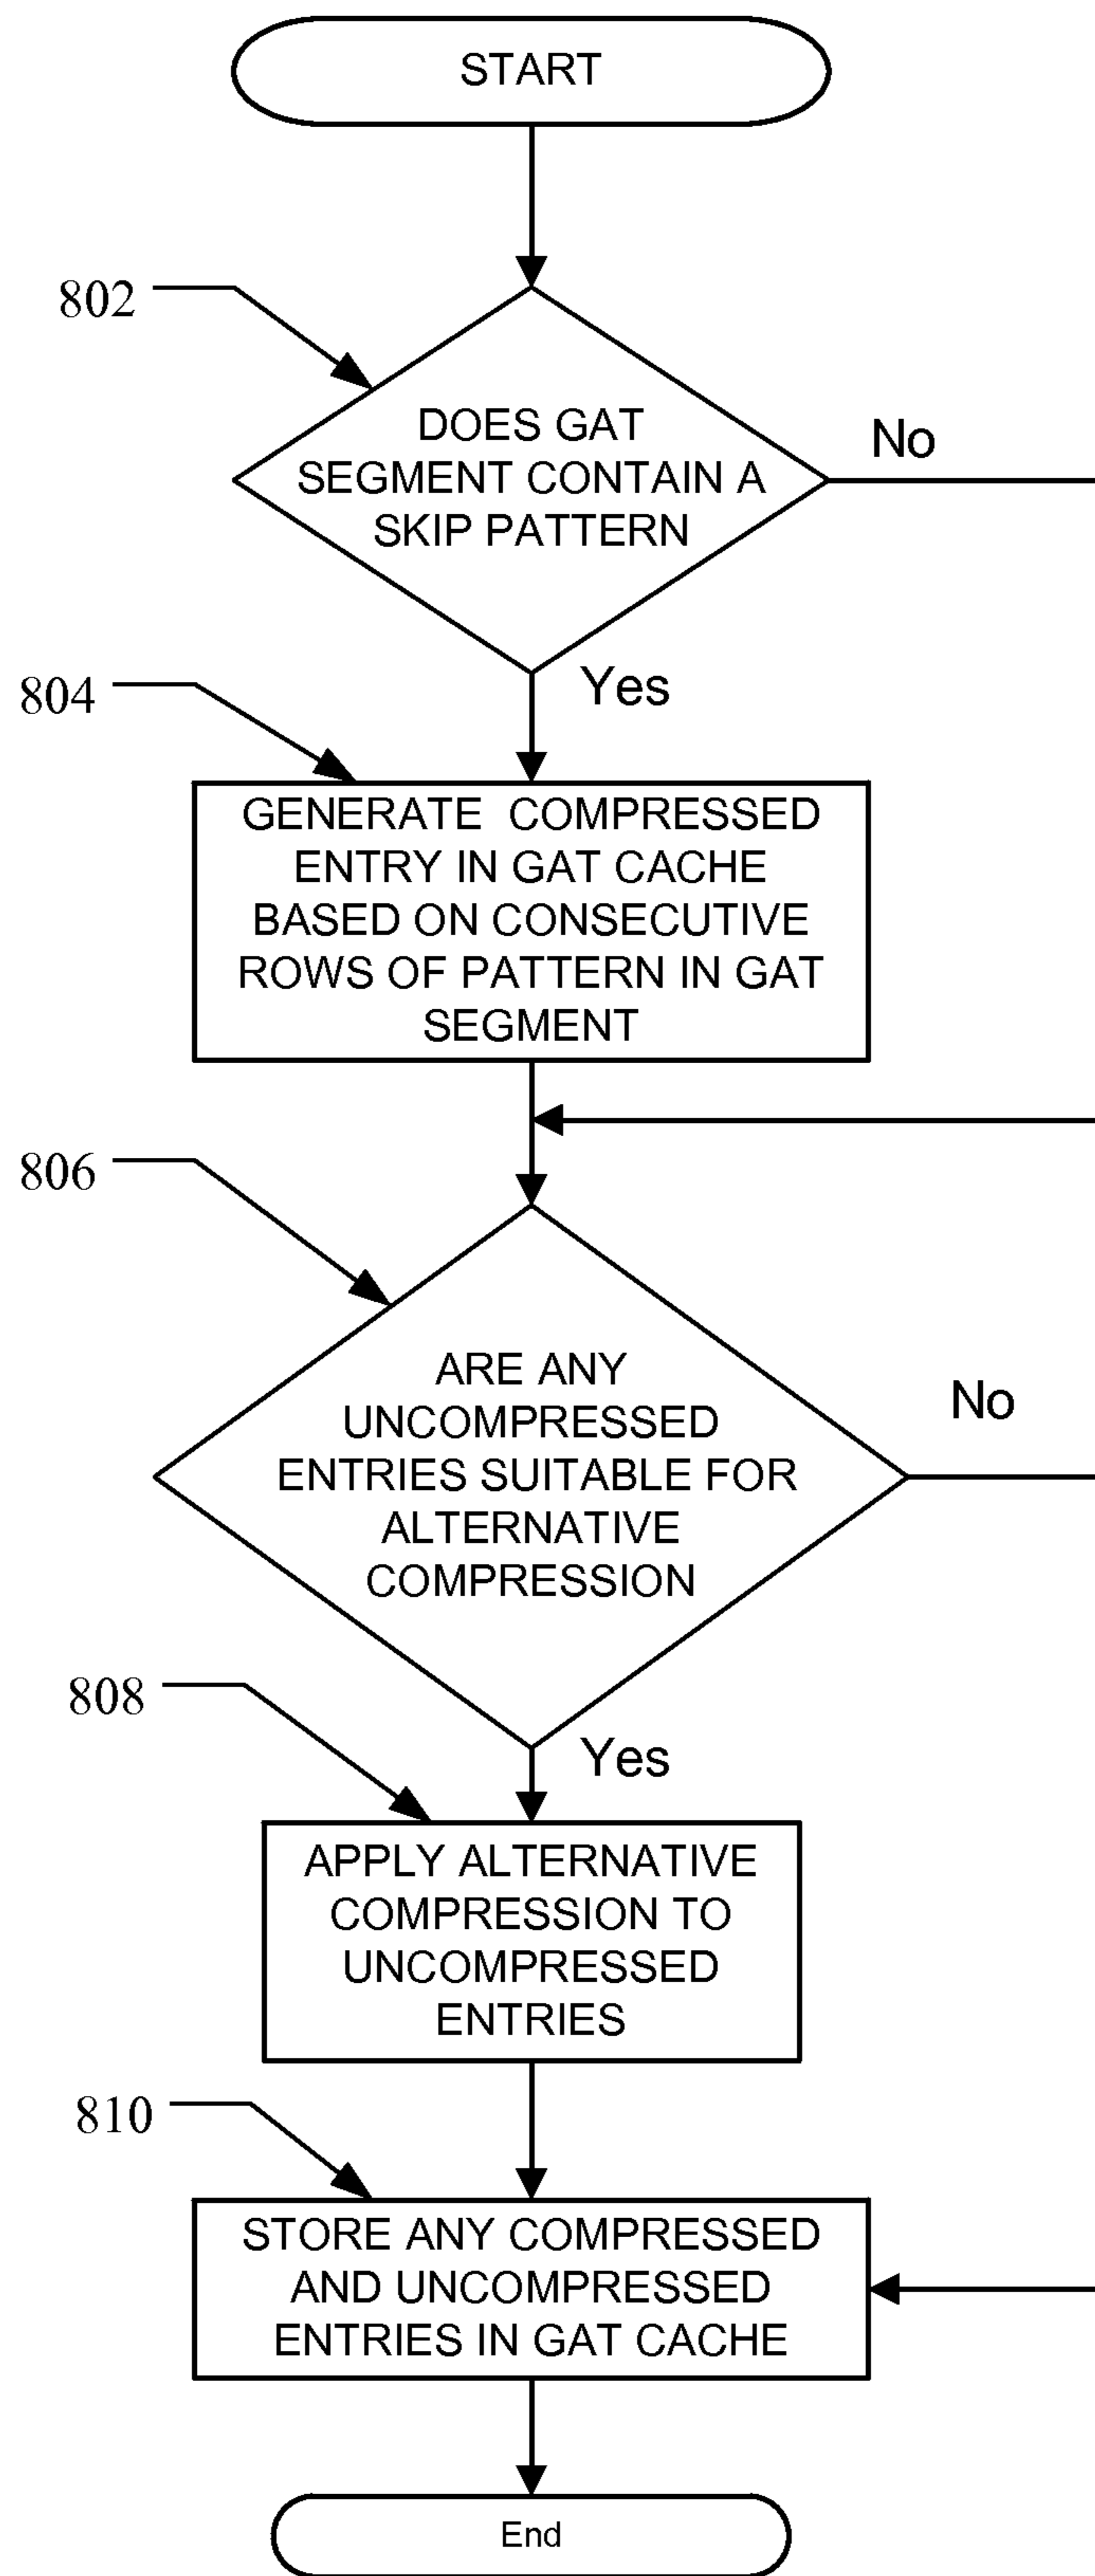 START
802
DOES GAT
SEGMENT CONTAIN A
SKIP PATTERN
No
Yes
804
GENERATE COMPRESSED
ENTRY IN GAT CACHE
BASED ON CONSECUTIVE
ROWS OF PATTERN IN GAT
SEGMENT
806
ARE ANY
UNCOMPRESSED
ENTRIES SUITABLE FOR
ALTERNATIVE
COMPRESSION
No
Yes
808
APPLY ALTERNATIVE
COMPRESSION TO
UNCOMPRESSED
ENTRIES
810
STORE ANY COMPRESSED
AND UNCOMPRESSED
ENTRIES IN GAT CACHE
End